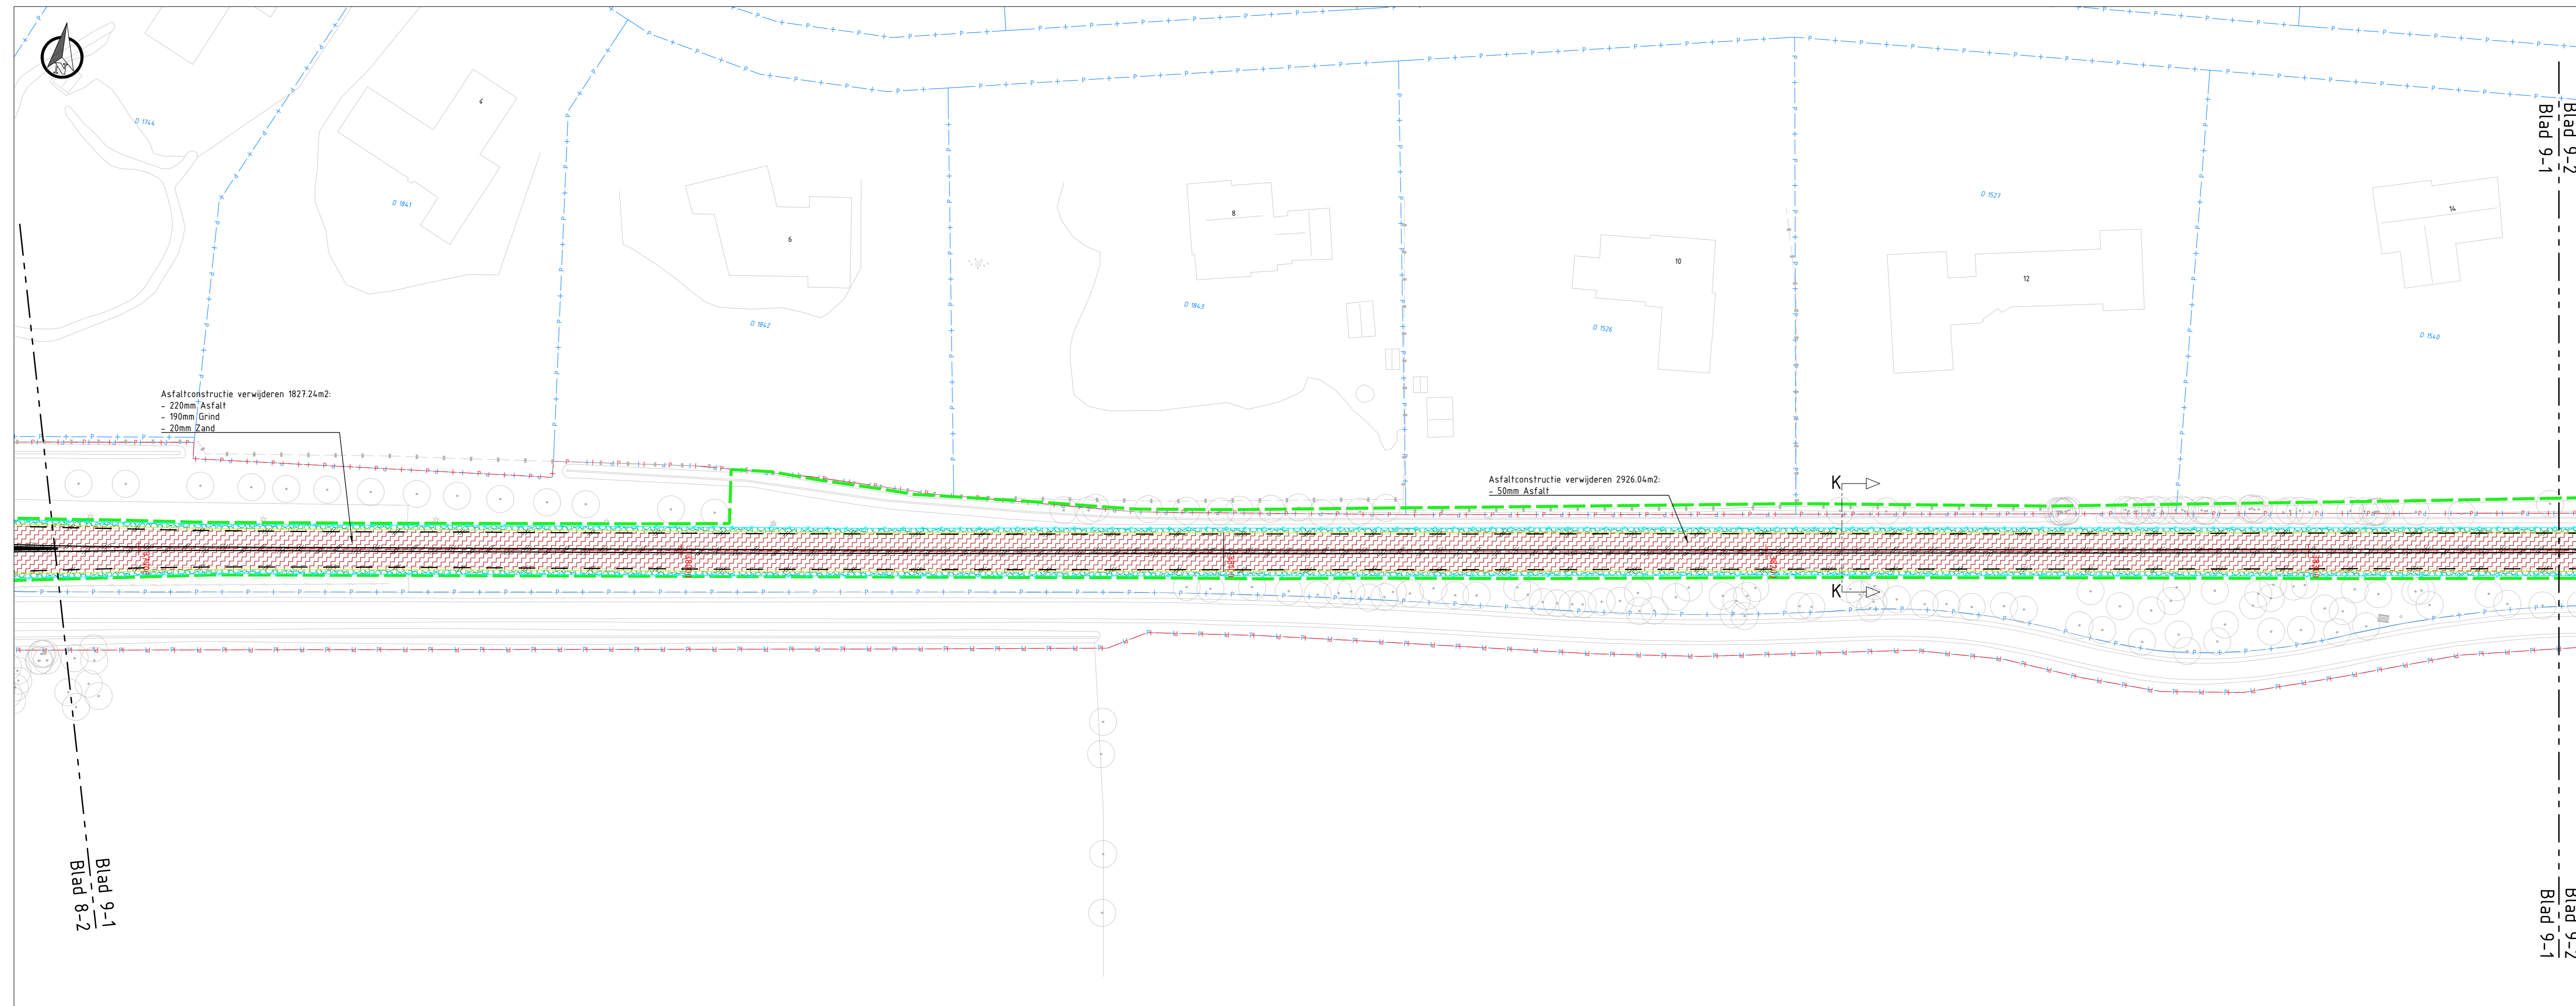 D 1744
4
D 1841
6
D 1842
8
D 1843
10
D 1526
12
D 1527
14
D 1540
Blad 9-1
Blad 9-2
Asfaltconstructie verwijderen 1827.24m2:
- 220mm Asfalt
- 190mm Grind
- 20mm Zand
Asfaltconstructie verwijderen 2926.04m2:
- 50mm Asfalt
K
K
Blad 8-2
Blad 9-1
Blad 9-1
Blad 9-2